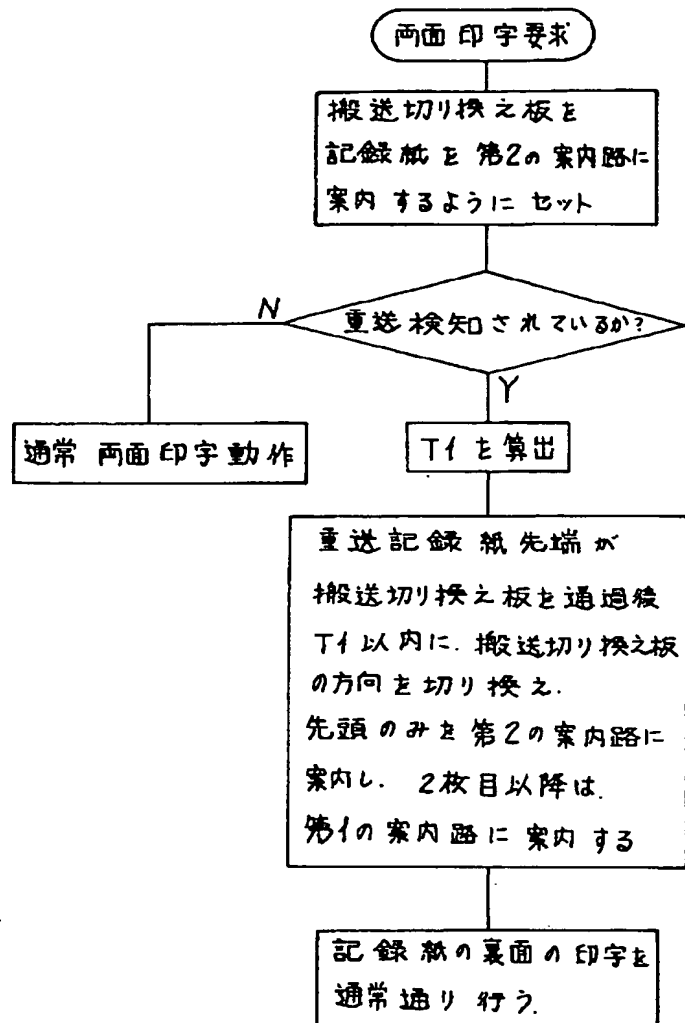 両面印字要求
搬送切り換え板を
記録紙を第2の案内路に
案内するようにセット
重送検知されているか?
N
Y
通常両面印字動作
T1を算出
重送記録紙先端が
搬送切り換え板を通過後
T1以内に.搬送切り換え板
の方向を切り換え.
先頭のみを第2の案内路に
案内し. 2枚目以降は.
第1の案内路に案内する
記録紙の裏面の印字を
通常通り行う.